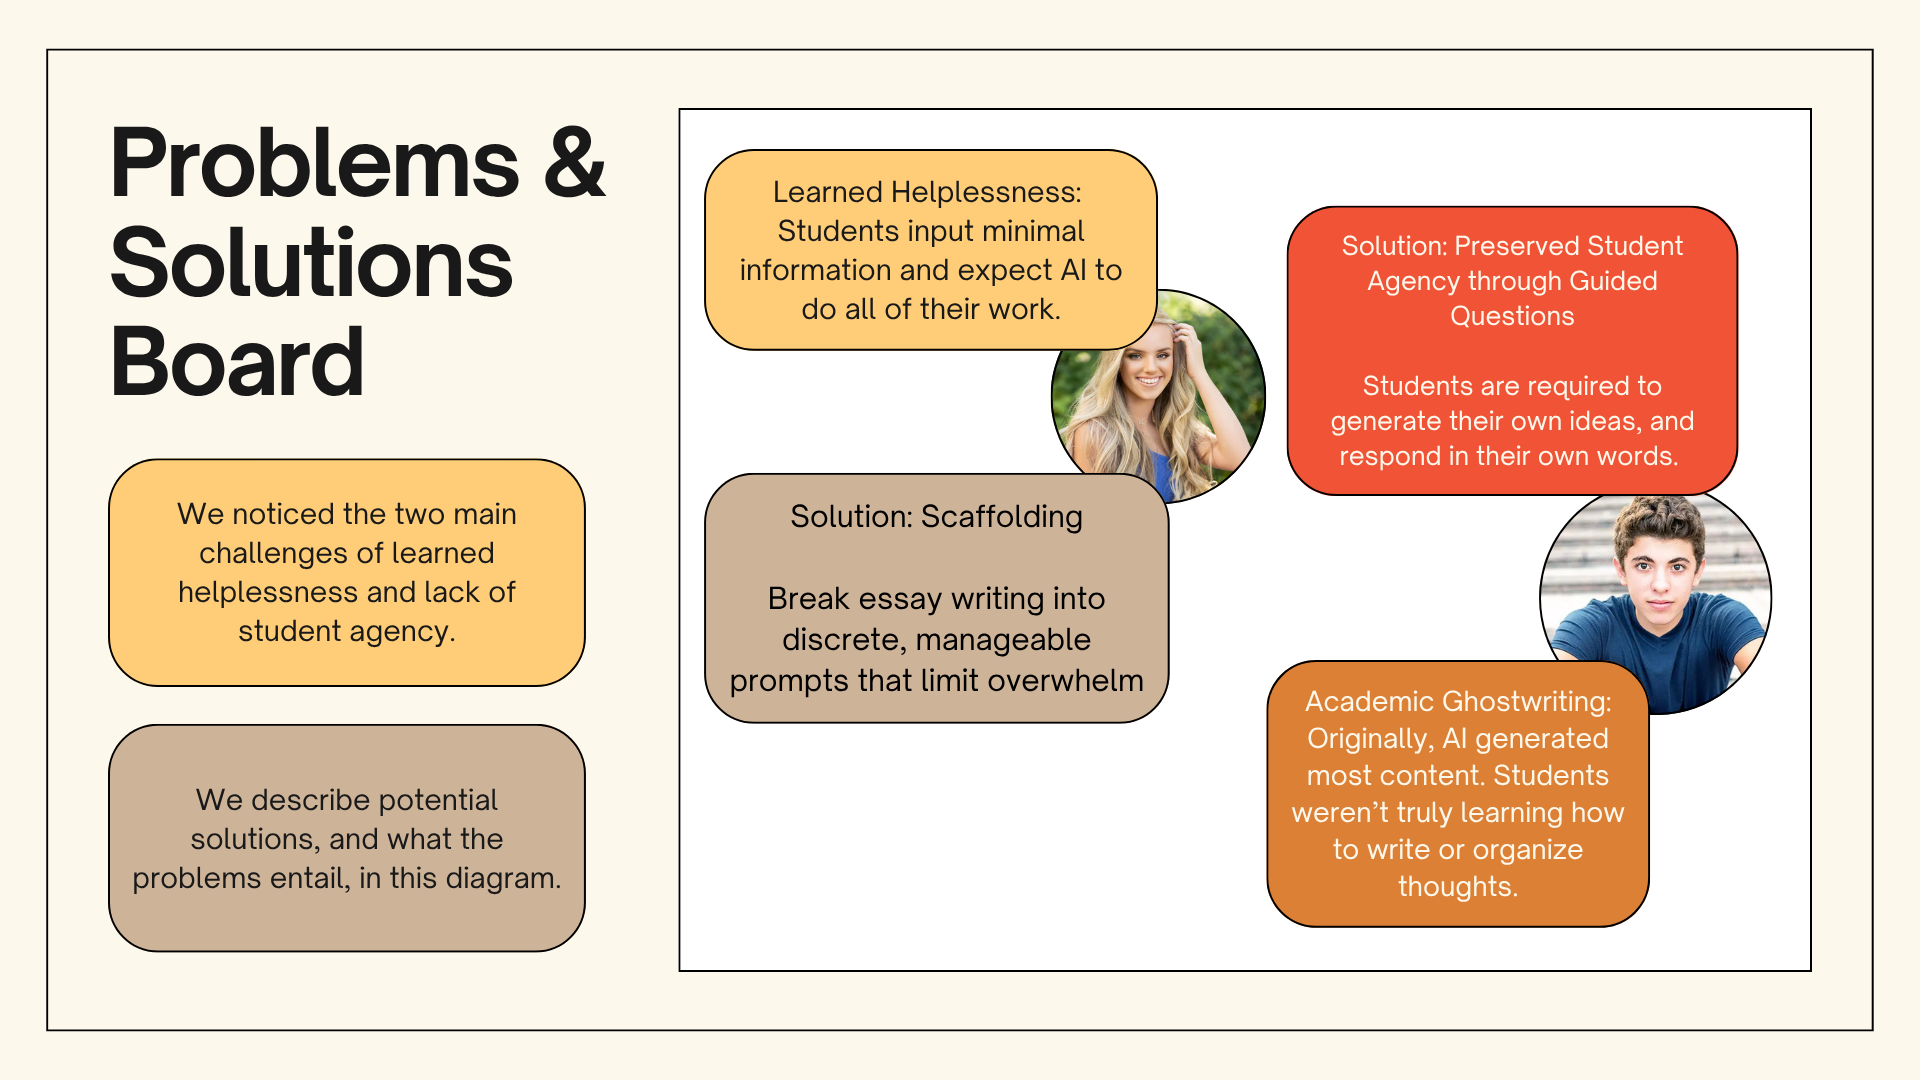 Problems &
Solutions
Board
We noticed the two main
challenges of learned
helplessness and lack of
student agency.
We describe potential
solutions, and what the
problems entail, in this diagram.
Learned Helplessness:
Students input minimal
information and expect AI to
do all of their work.
Solution: Scaffolding
Break essay writing into
discrete, manageable
prompts that limit overwhelm
Solution: Preserved Student
Agency through Guided
Questions
Students are required to
generate their own ideas, and
respond in their own words.
Academic Ghostwriting:
Originally, AI generated
most content. Students
weren’t truly learning how
to write or organize
thoughts.